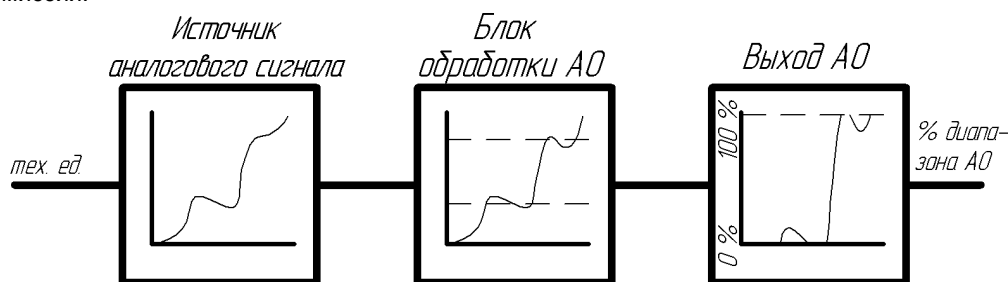 Источник
аналогового сигнала
Блок
обработки АО
Выход АО
тех. ед.
100 %
0 %
% диапа-
зона АО